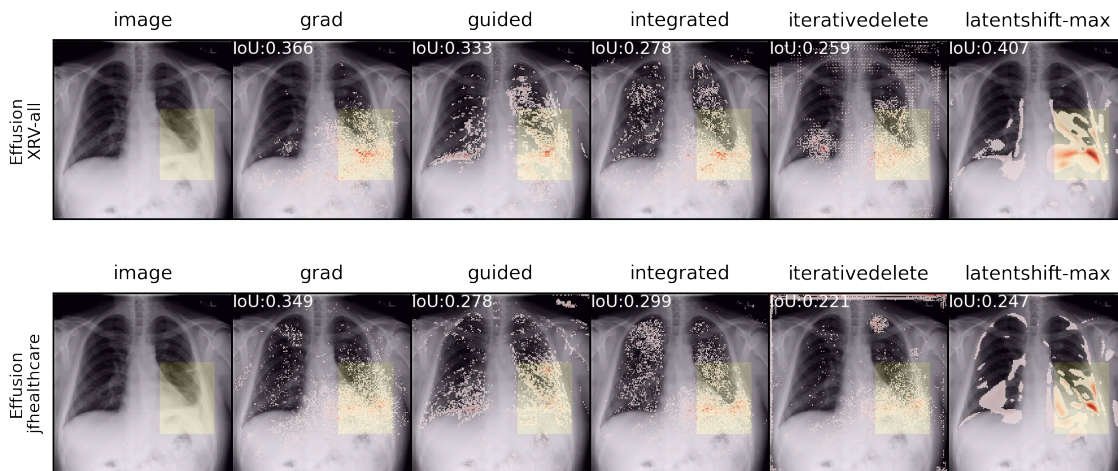 image grad guided integrated iterativedelete latentshift-max
Effusion
XRV-all
IoU:0.366 IoU:0.333 IoU:0.278 IoU:0.259 IoU:0.407
image grad guided integrated iterativedelete latentshift-max
Effusion
jfhealthcare
IoU:0.349 IoU:0.278 IoU:0.299 IoU:0.221 IoU:0.247